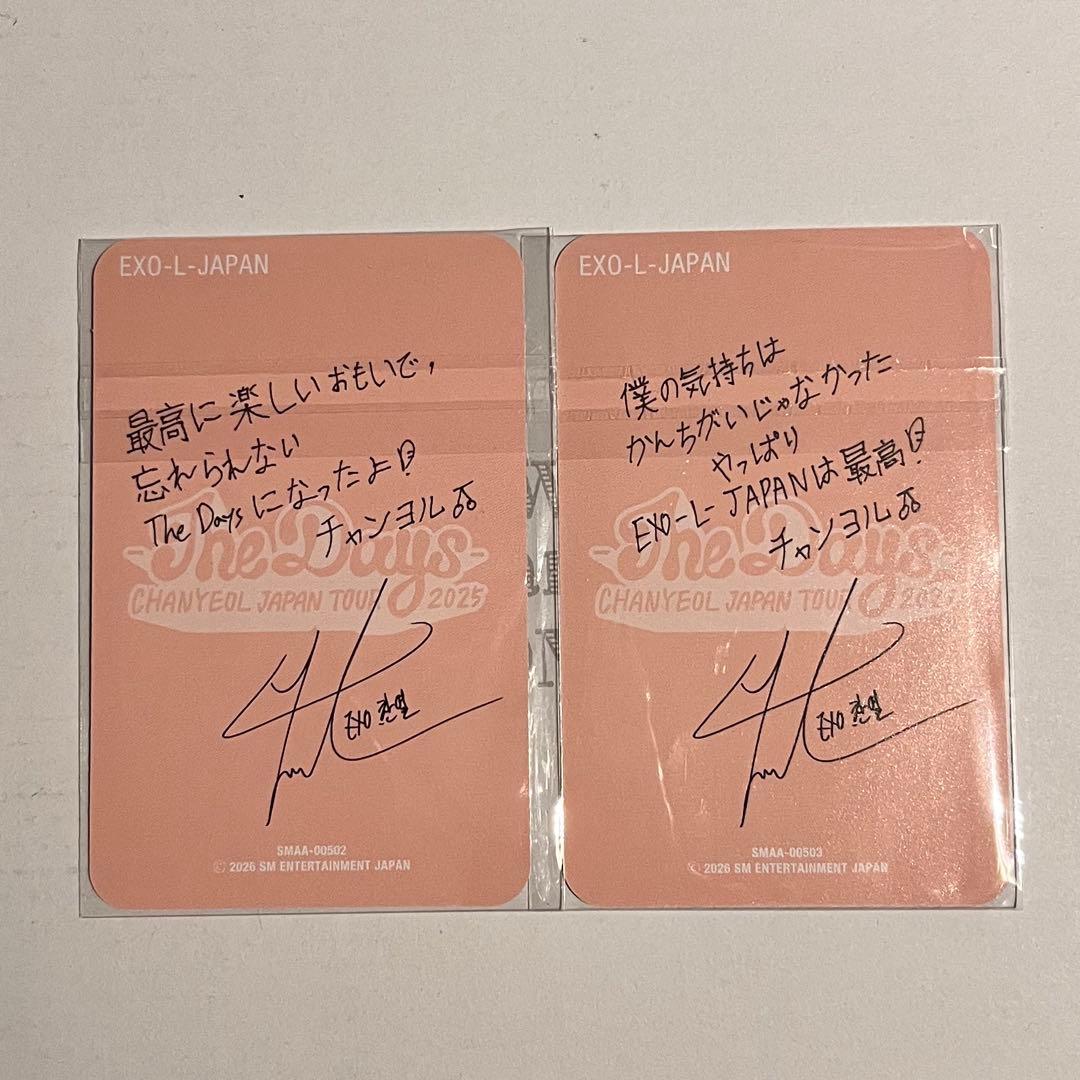 EXO-L-JAPAN
最高に楽しいおもいで,
忘れられない
The Daysになったよ!
チャンヨル
The Days
CHANYEOL JAPAN TOUR 2025
EXO 찬열
SMAA-00502
© 2026 SM ENTERTAINMENT JAPAN
EXO-L-JAPAN
僕の気持ちは
かんちがいじゃなかった
やっぱり
EXO-L-JAPANは最高!
チャンヨル
The Days
CHANYEOL JAPAN TOUR 2025
EXO 찬열
SMAA-00503
© 2026 SM ENTERTAINMENT JAPAN